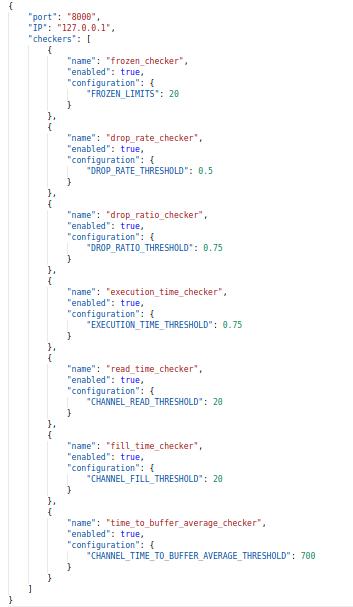 {
    "port": "8000",
    "IP": "127.0.0.1",
    "checkers": [
        {
            "name": "frozen_checker",
            "enabled": true,
            "configuration": {
                "FROZEN_LIMITS": 20
            }
        },
        {
            "name": "drop_rate_checker",
            "enabled": true,
            "configuration": {
                "DROP_RATE_THRESHOLD": 0.5
            }
        },
        {
            "name": "drop_ratio_checker",
            "enabled": true,
            "configuration": {
                "DROP_RATIO_THRESHOLD": 0.75
            }
        },
        {
            "name": "execution_time_checker",
            "enabled": true,
            "configuration": {
                "EXECUTION_TIME_THRESHOLD": 0.75
            }
        },
        {
            "name": "read_time_checker",
            "enabled": true,
            "configuration": {
                "CHANNEL_READ_THRESHOLD": 20
            }
        },
        {
            "name": "fill_time_checker",
            "enabled": true,
            "configuration": {
                "CHANNEL_FILL_THRESHOLD": 20
            }
        },
        {
            "name": "time_to_buffer_average_checker",
            "enabled": true,
            "configuration": {
                "CHANNEL_TIME_TO_BUFFER_AVERAGE_THRESHOLD": 700
            }
        }
    ]
}